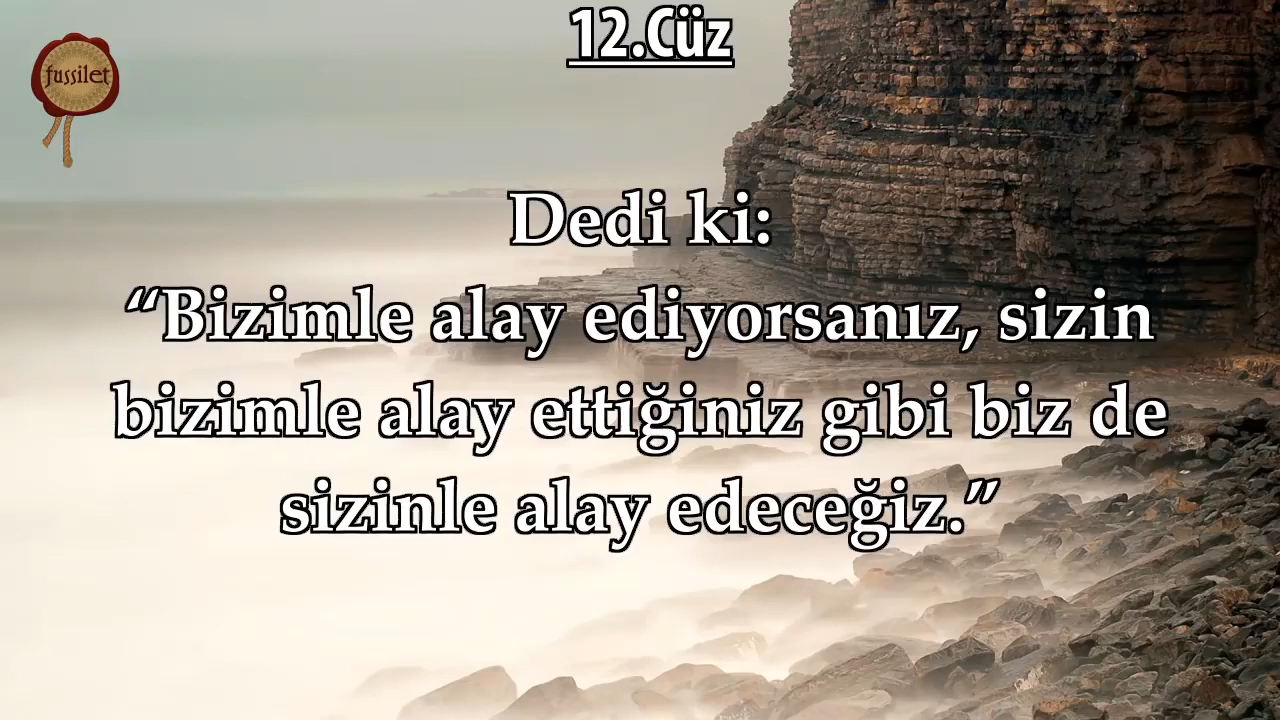 12.Cüz
fussilet
Dedi ki:
“Bizimle alay ediyorsanız, sizin
bizimle alay ettiğiniz gibi biz de
sizinle alay edeceğiz.”